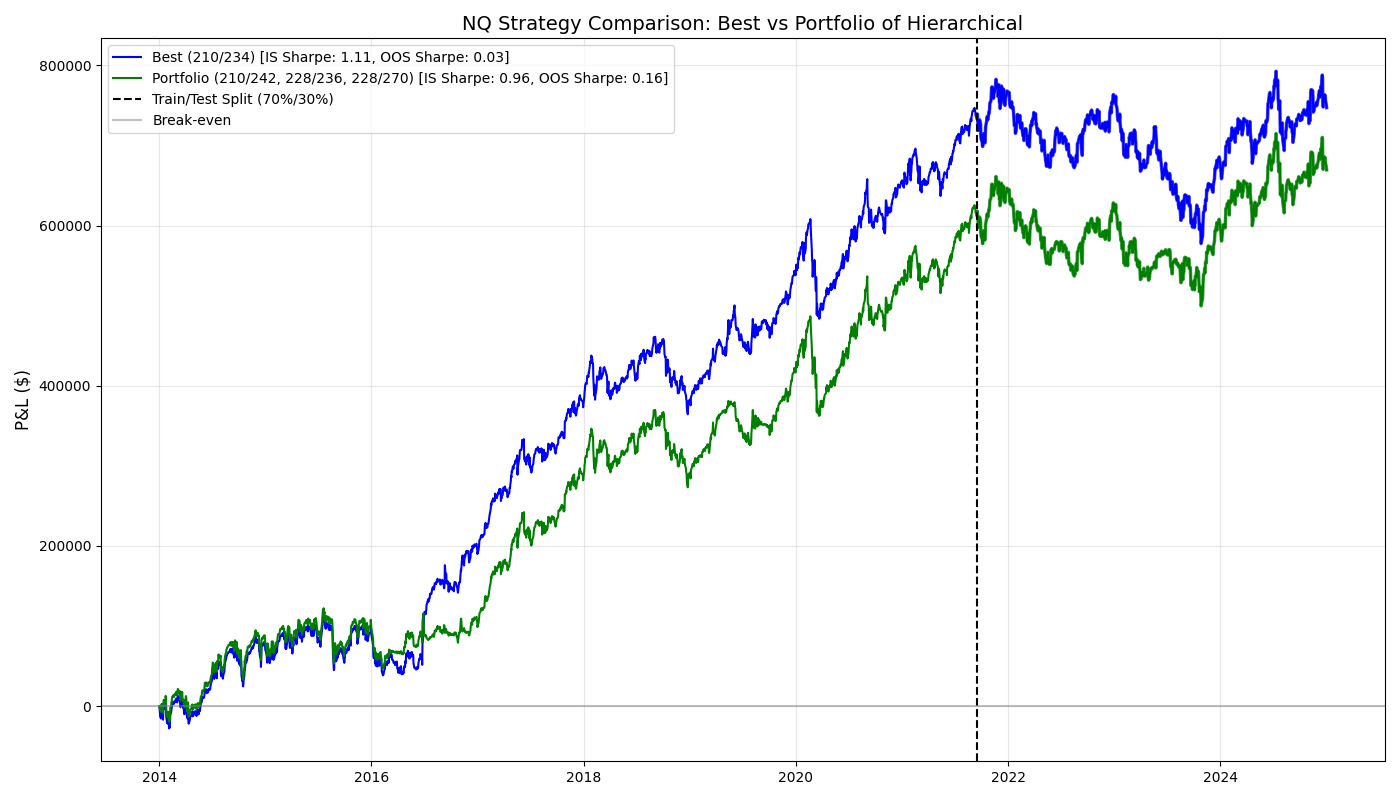 NQ Strategy Comparison: Best vs Portfolio of Hierarchical
Best (210/234) [IS Sharpe: 1.11, OOS Sharpe: 0.03]
Portfolio (210/242, 228/236, 228/270) [IS Sharpe: 0.96, OOS Sharpe: 0.16]
Train/Test Split (70%/30%)
Break-even
P&L ($)
800000
600000
400000
200000
0
2014 2016 2018 2020 2022 2024